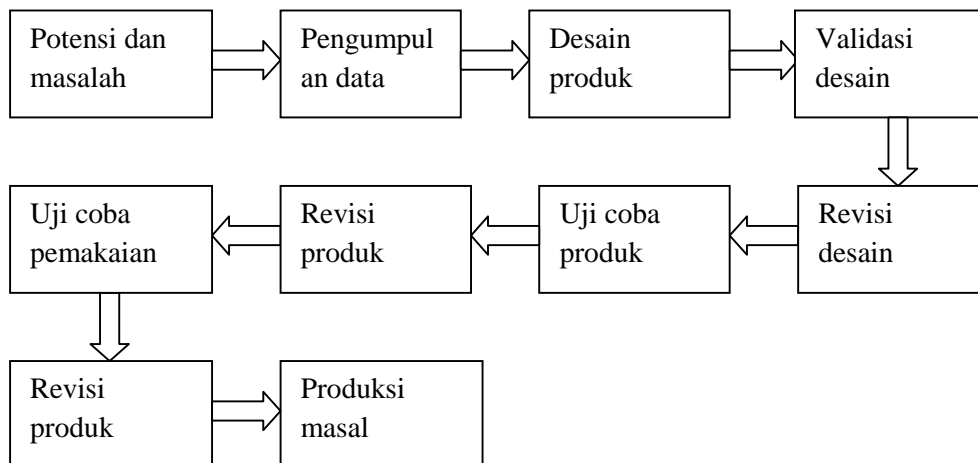 Potensi dan
masalah
Pengumpul
an data
Desain
produk
Validasi
desain
Revisi
desain
Uji coba
produk
Revisi
produk
Uji coba
pemakaian
Revisi
produk
Produksi
masal